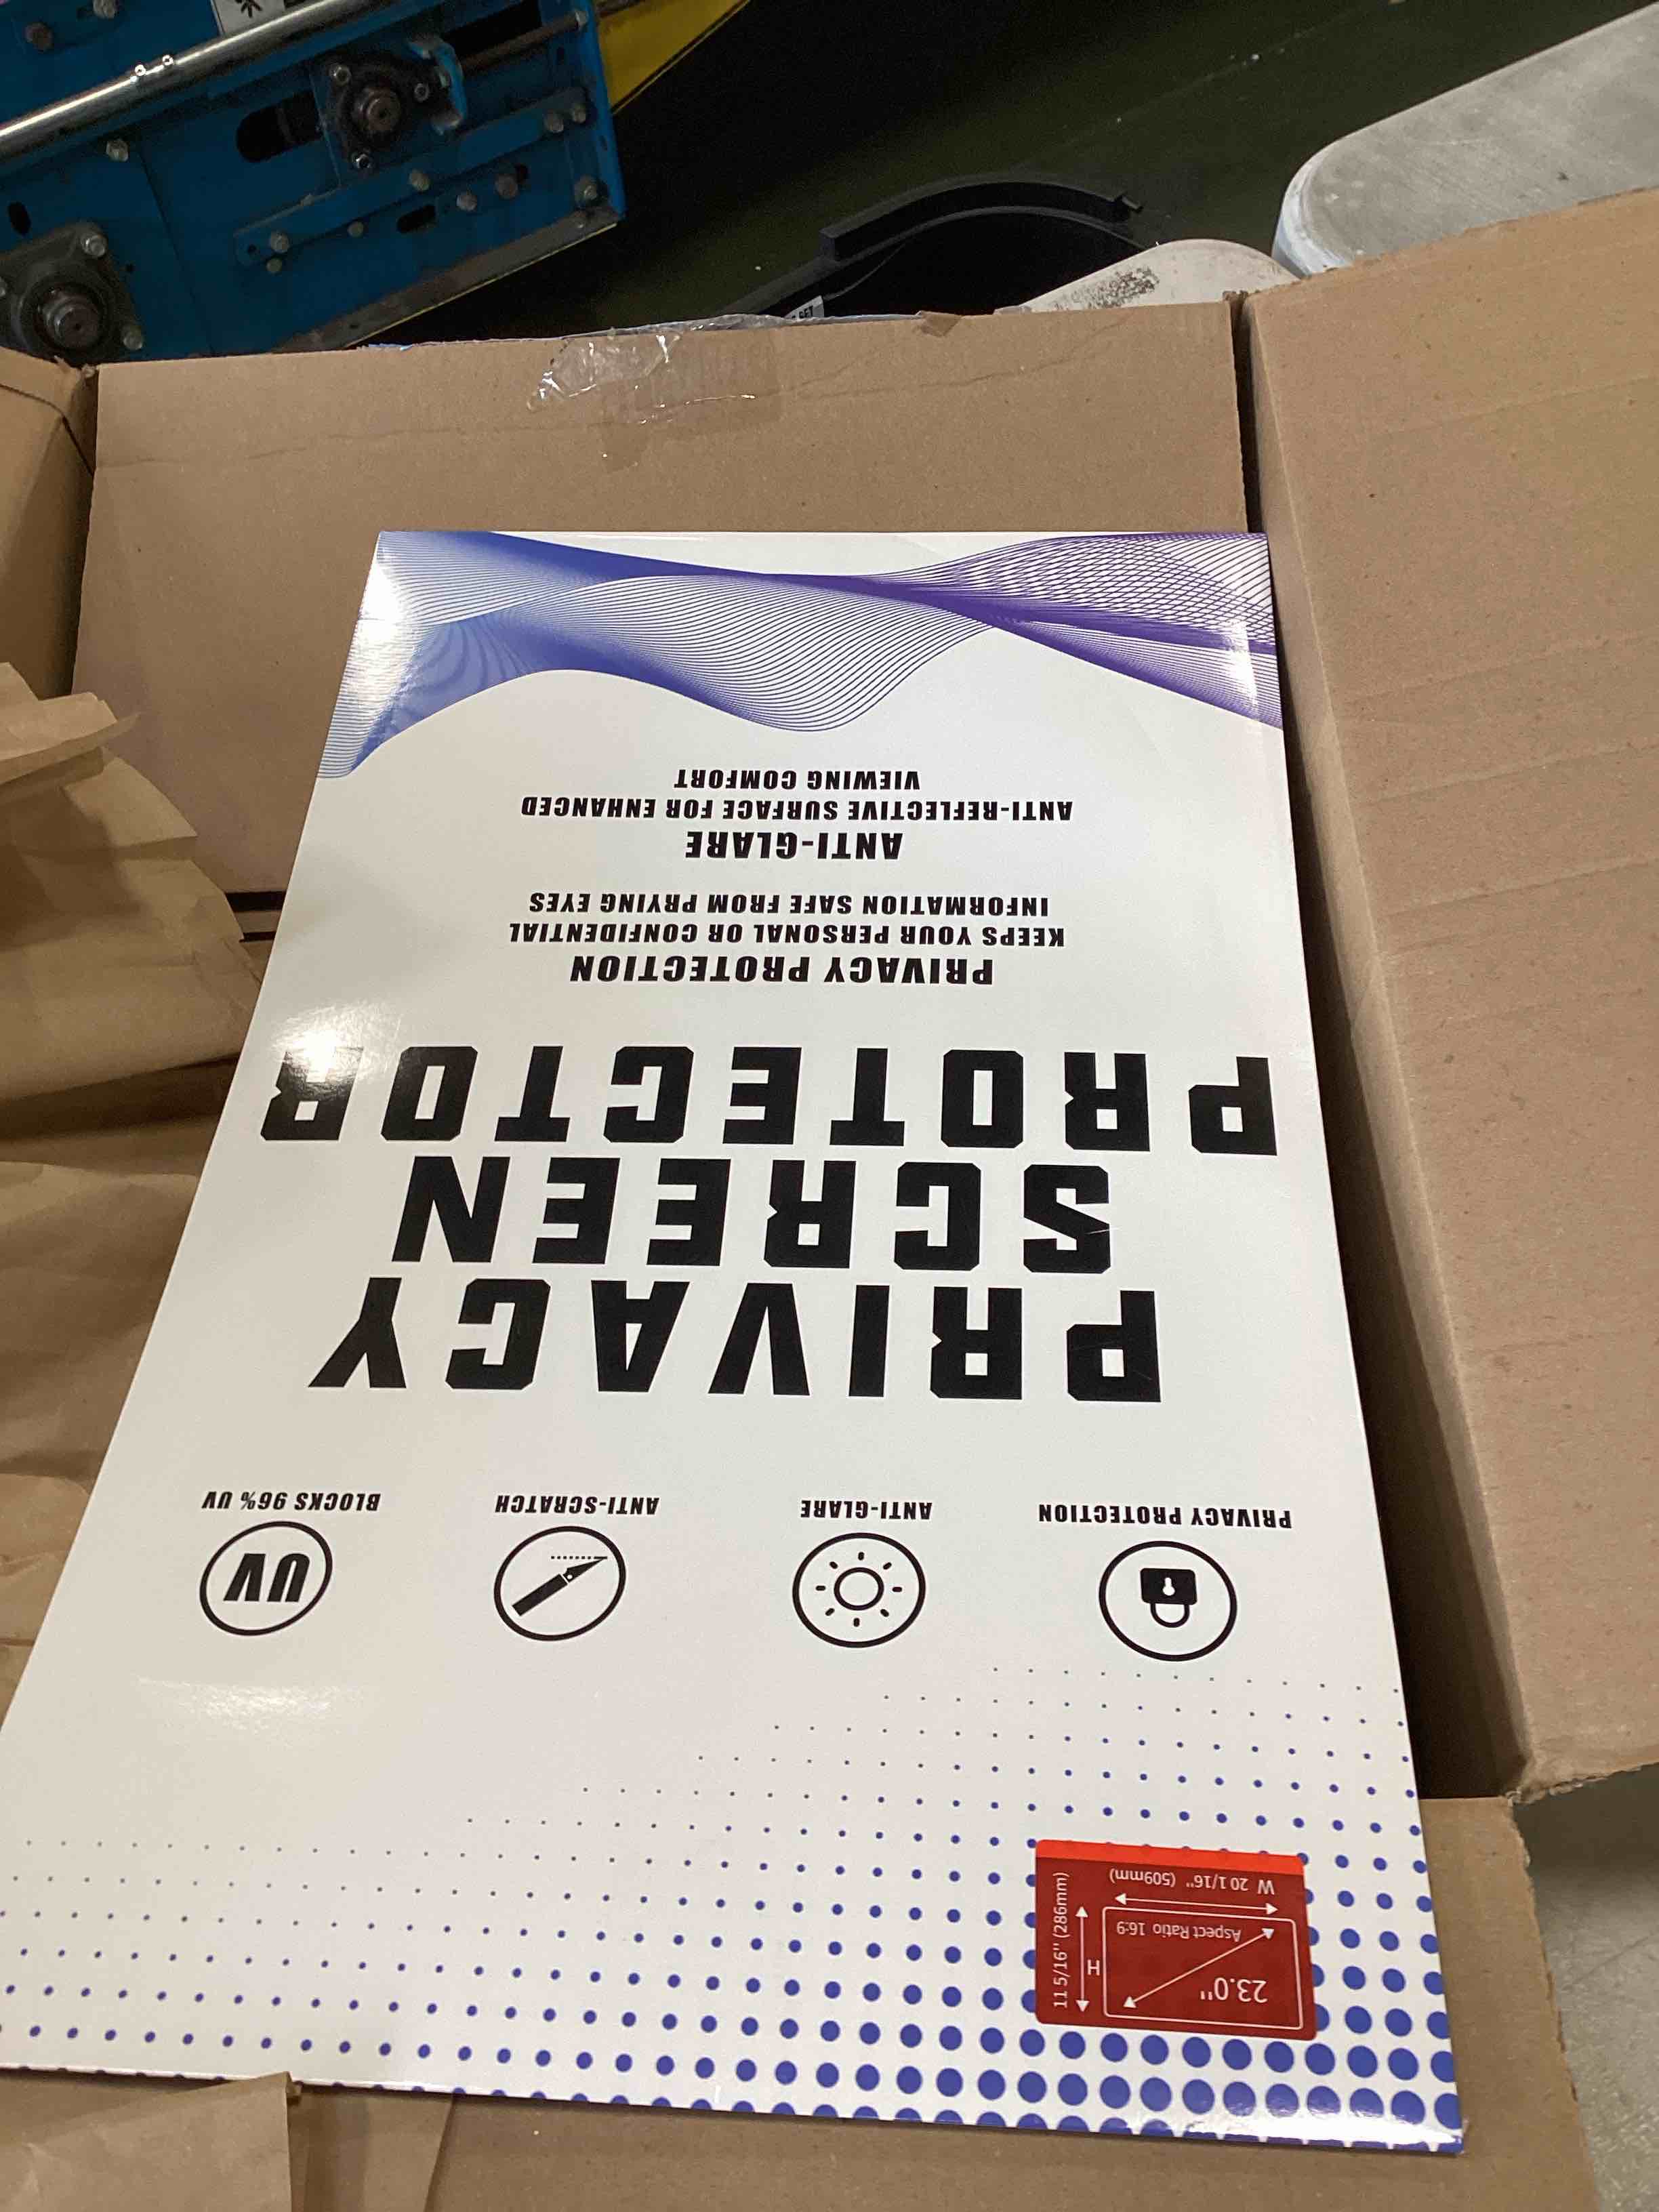 23.0"
Aspect Ratio 16:9
H
11 5/16" (286mm)
W 20 1/16" (509mm)
UV
PRIVACY PROTECTION
ANTI-GLARE
ANTI-SCRATCH
BLOCKS 96% UV
PRIVACY
SCREEN
PROTECTOR
PRIVACY PROTECTION
KEEPS YOUR PERSONAL OR CONFIDENTIAL
INFORMATION SAFE FROM PRYING EYES
ANTI-GLARE
ANTI-REFLECTIVE SURFACE FOR ENHANCED
VIEWING COMFORT